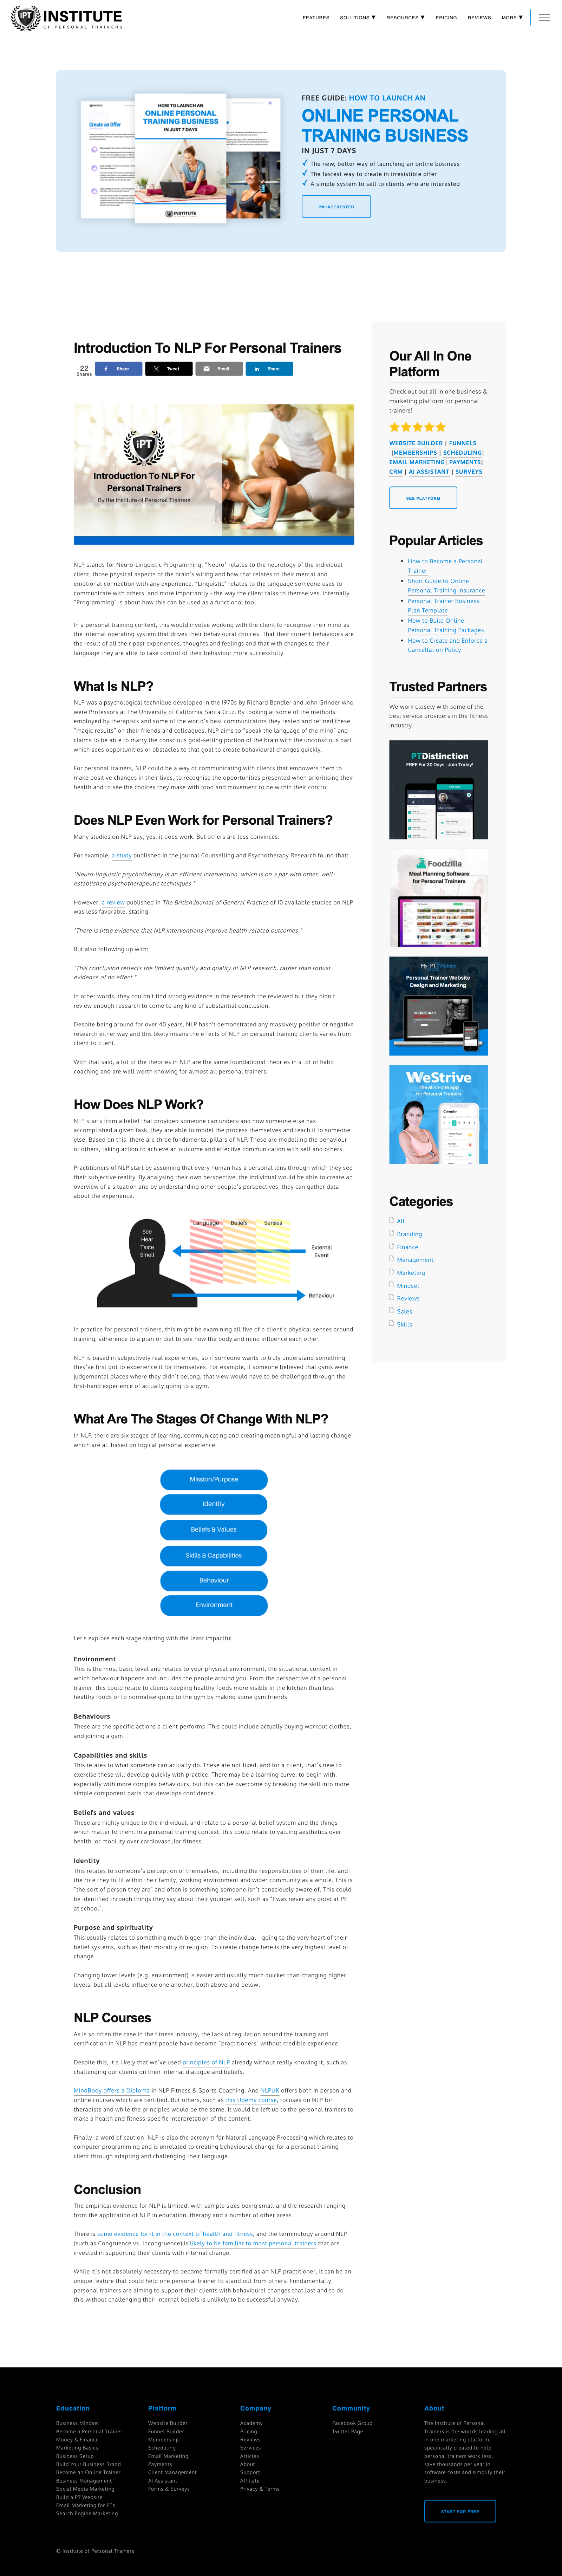 INSTITUTE
OF PERSONAL TRAINERS
FEATURES
SOLUTIONS ▼
RESOURCES ▼
PRICING
REVIEWS
MORE ▼
Create an Offer
HOW TO LAUNCH AN
ONLINE PERSONAL
TRAINING BUSINESS
IN JUST 7 DAYS
INSTITUTE
FREE GUIDE: HOW TO LAUNCH AN
ONLINE PERSONAL
TRAINING BUSINESS
IN JUST 7 DAYS
✓ The new, better way of launching an online business
✓ The fastest way to create in irresistible offer
✓ A simple system to sell to clients who are interested
I'M INTERESTED
Introduction To NLP For Personal Trainers
22
Shares
Share
Tweet
Email
Share
iPT
Introduction To NLP For
Personal Trainers
By the institute of Personal Trainers
NLP stands for Neuro-Linguistic Programming. "Neuro" relates to the neurology of the individual
client, those physical aspects of the brain's wiring and how that relates to their mental and
emotional connectivity with any experience. "Linguistic" relates to the language someone uses to
communicate with others, and more importantly - the way that the client talks to themselves, internally.
"Programming" is about the way that past experiences, thoughts and emotions impact that individual.
In a personal training context, this usually involves working with the client to recognise their mind as
the internal operating system that controls their behavioural choices. That their current behaviours are
the result of all their past experiences, thoughts and feelings and that with small changes to their
language they are able to take control of their behaviour more successfully.
What Is NLP?
NLP was a psychological technique developed in the 1970s by Richard Bandler and John Grinder who
were Professors at The University of California Santa Cruz. By looking at some of the methods
employed by therapists and some of the world's best communicators they tested and refined these
"magic results" on their friends and colleagues. NLP aims to "speak the language of the mind" and
claims to be able to map the conscious goal-setting portion of the brain with the unconscious part
which sees opportunities or obstacles to that goal to create behavioural changes quickly.
For personal trainers, NLP could be a way of communicating with clients that empowers them to
make positive changes in their lives, to recognise the opportunities presented when prioritising their
health and to see the choices they make with food and movement to be within their control.
Does NLP Even Work for Personal Trainers?
Many studies on NLP say, yes, it does work. But others are less convinces.
For example, a study published in the journal Counselling and Psychotherapy Research found that:
"Neuro-linguistic psychotherapy is an efficient intervention, which is on a par with other, well-
established psychotherapeutic techniques."
However, a review published in The British Journal of General Practice of 10 available studies on NLP
was less favorable, stating:
"There is little evidence that NLP interventions improve health-related outcomes."
But also following up with:
"This conclusion reflects the limited quantity and quality of NLP research, rather than robust
evidence of no effect."
In other words, they couldn't find strong evidence in the research they reviewed but they didn't
review enough research to come to any kind of substantial conclusion.
Despite being around for over 40 years, NLP hasn't demonstrated any massively positive or negative
research either way and this likely means the effects of NLP on personal training clients varies from
client to client.
With that said, a lot of the theories in NLP are the same foundational theories in a lot of habit
coaching and are well worth knowing for almost all personal trainers.
How Does NLP Work?
NLP starts from a belief that provided someone can understand how someone else has
accomplished a given task, they are able to model the process themselves and teach it to someone
else. Based on this, there are three fundamental pillars of NLP. These are modelling the behaviour
of others, taking action to achieve an outcome and effective communication with self and others.
Practitioners of NLP start by assuming that every human has a personal lens through which they see
their subjective reality. By analysing their own perspective, the individual would be able to create an
overview of a situation and by understanding other people's perspectives, they can gather data
about the experience.
See
Hear
Taste
Smell
Language
Beliefs
Senses
External
Event
Behaviour
In practice for personal trainers, this might be examining all five of a client's physical senses around
training, adherence to a plan or diet to see how the body and mind influence each other.
NLP is based in subjectively real experiences, so if someone wants to truly understand something,
they've first got to experience it for themselves. For example, if someone believed that gyms were
judgemental places where they didn't belong, that view would have to be challenged through the
first-hand experience of actually going to a gym.
What Are The Stages Of Change With NLP?
In NLP, there are six stages of learning, communicating and creating meaningful and lasting change
which are all based on logical personal experience.
Mission/Purpose
Identity
Beliefs & Values
Skills & Capabilities
Behaviour
Environment
Let's explore each stage starting with the least impactful.
Environment
This is the most basic level and relates to your physical environment, the situational context in
which behaviour happens and includes the people around you. From the perspective of a personal
trainer, this could relate to clients keeping healthy foods more visible in the kitchen than less
healthy foods or to normalise going to the gym by making some gym friends.
Behaviours
These are the specific actions a client performs. This could include actually buying workout clothes,
and joining a gym.
Capabilities and skills
This relates to what someone can actually do. These are not fixed, and for a client, that's new to
exercise these will develop quickly with practice. There may be a learning curve, to begin with,
especially with more complex behaviours, but this can be overcome by breaking the skill into more
simple component parts that develops confidence.
Beliefs and values
These are highly unique to the individual, and relate to a personal belief system and the things
which matter to them. In a personal training context, this could relate to valuing aesthetics over
health, or mobility over cardiovascular fitness.
Identity
This relates to someone's perception of themselves, including the responsibilities of their life, and
the role they fulfil within their family, working environment and wider community as a whole. This is
"the sort of person they are" and often is something someone isn't consciously aware of. This could
be identified through things they say about their younger self, such as "I was never any good at PE
at school".
Purpose and spirituality
This usually relates to something much bigger than the individual - going to the very heart of their
belief systems, such as their morality or religion. To create change here is the very highest level of
change.
Changing lower levels (e.g. environment) is easier and usually much quicker than changing higher
levels, but all levels influence one another, both above and below.
NLP Courses
As is so often the case in the fitness industry, the lack of regulation around the training and
certification in NLP has meant people have become "practitioners" without credible experience.
Despite this, it's likely that we've used principles of NLP already without really knowing it, such as
challenging our clients on their internal dialogue and beliefs.
MindBody offers a Diploma in NLP Fitness & Sports Coaching. And NLPUK offers both in person and
online courses which are certified. But others, such as this Udemy course, focuses on NLP for
therapists and while the principles would be the same, it would be left up to the personal trainers to
make a health and fitness-specific interpretation of the content.
Finally, a word of caution. NLP is also the acronym for Natural Language Processing which relates to
computer programming and is unrelated to creating behavioural change for a personal training
client through adapting and challenging their language.
Conclusion
The empirical evidence for NLP is limited, with sample sizes being small and the research ranging
from the application of NLP in education, therapy and a number of other areas.
There is some evidence for it in the context of health and fitness, and the terminology around NLP
(such as Congruence vs. Incongruence) is likely to be familiar to most personal trainers that are
invested in supporting their clients with internal change.
While it's not absolutely necessary to become formally certified as an NLP practitioner, it can be an
unique feature that could help one personal trainer to stand out from others. Fundamentally,
personal trainers are aiming to support their clients with behavioural changes that last and to do
this without challenging their internal beliefs is unlikely to be successful anyway.
Our All In One
Platform
Check out out all in one business &
marketing platform for personal
trainers!
WEBSITE BUILDER | FUNNELS
|MEMBERSHIPS | SCHEDULING|
EMAIL MARKETING| PAYMENTS|
CRM | AI ASSISTANT | SURVEYS
SEE PLATFORM
Popular Articles
How to Become a Personal
Trainer
Short Guide to Online
Personal Training Insurance
Personal Trainer Business
Plan Template
How to Build Online
Personal Training Packages
How to Create and Enforce a
Cancellation Policy
Trusted Partners
We work closely with some of the
best service providers in the fitness
industry.
PTDistinction
FREE For 30 Days - Join Today!
Foodzilla
Meal Planning Software
for Personal Trainers
My PT Website
Personal Trainer Website
Design and Marketing
WeStrive
The All-in-one App
for Personal Trainers
Calendar
Categories
All
Branding
Finance
Management
Marketing
Mindset
Reviews
Sales
Skills
Education
Business Mindset
Become a Personal Trainer
Money & Finance
Marketing Basics
Business Setup
Build Your Business Brand
Become an Online Trainer
Business Management
Social Media Marketing
Build a PT Website
Email Marketing for PTs
Search Engine Marketing
Platform
Website Builder
Funnel Builder
Membership
Scheduling
Email Marketing
Payments
Client Management
AI Assistant
Forms & Surveys
Company
Academy
Pricing
Reviews
Services
Articles
About
Support
Affiliate
Privacy & Terms
Community
Facebook Group
Twitter Page
About
The Institute of Personal
Trainers is the worlds leading all
in one marketing platform
specifically created to help
personal trainers work less,
save thousands per year in
software costs and simplify their
business.
START FOR FREE
© Institute of Personal Trainers